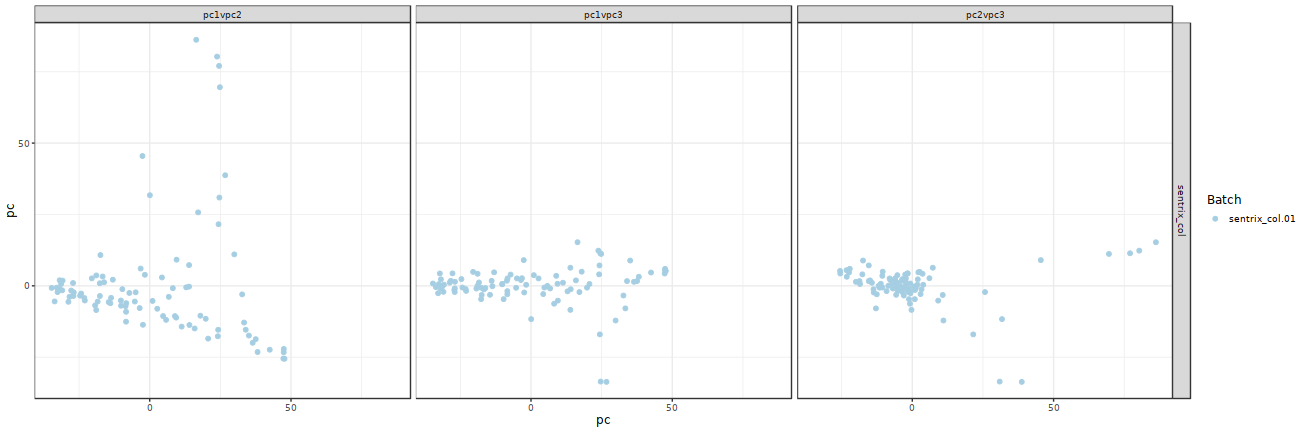 pc1vpc2 pc1vpc3 pc2vpc3
50
0
pc
sentrix_col
Batch
sentrix_col.01
0 50 0 50 0 50
pc